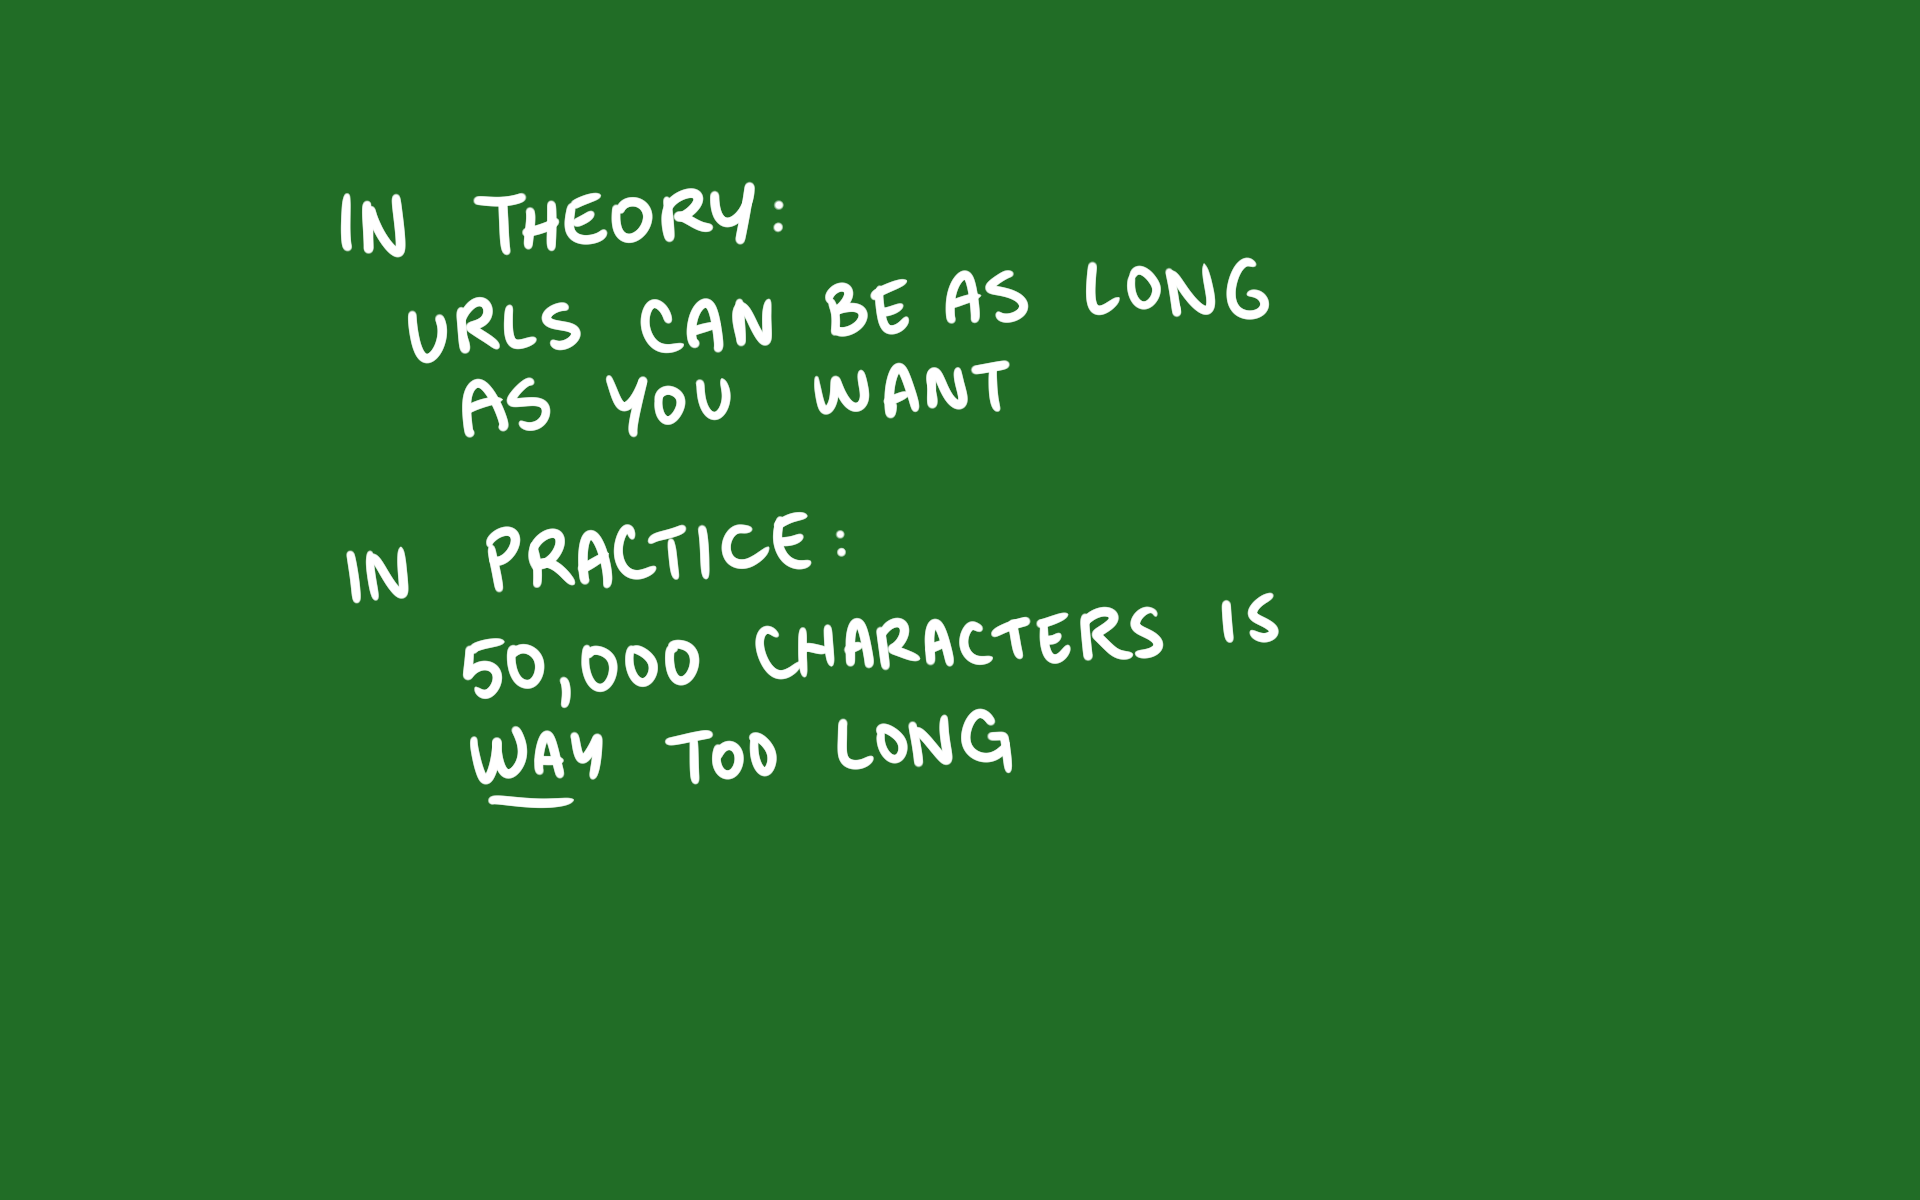 IN THEORY:
URLS CAN BE AS LONG
AS YOU WANT
IN PRACTICE:
50,000 CHARACTERS IS
WAY TOO LONG